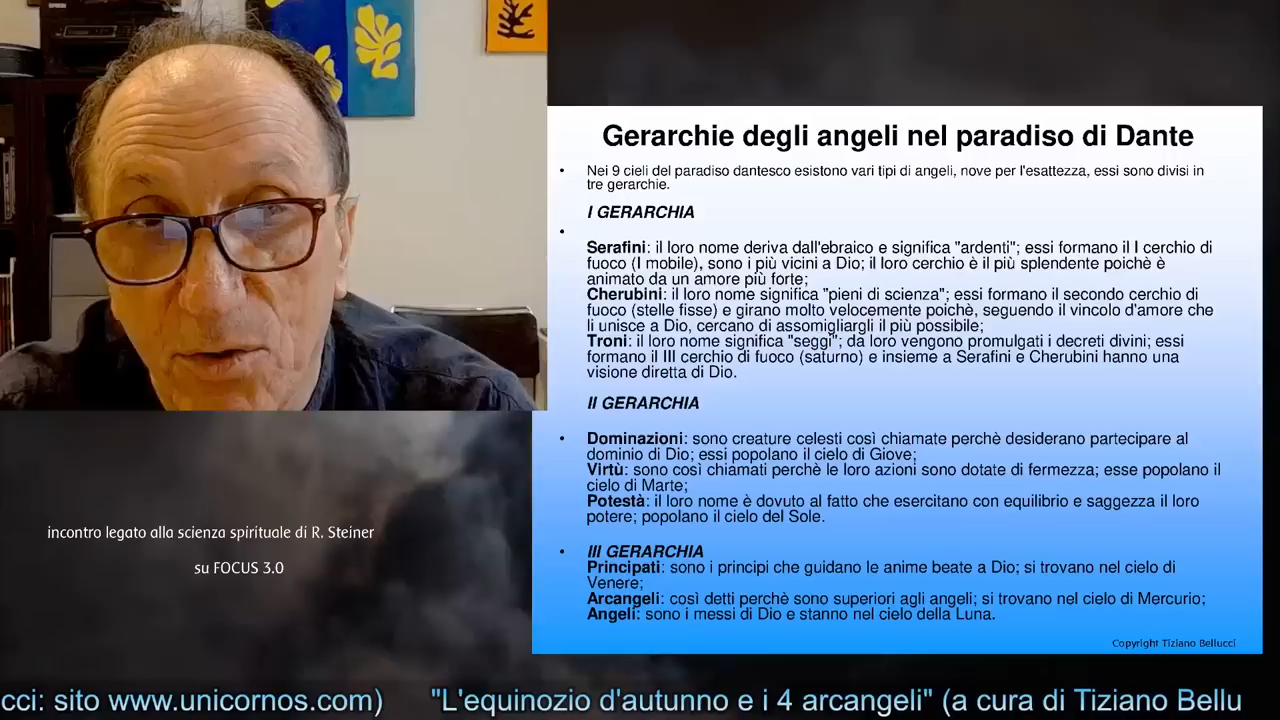 Gerarchie degli angeli nel paradiso di Dante
• Nei 9 cieli del paradiso dantesco esistono vari tipi di angeli, nove per l'esattezza, essi sono divisi in
tre gerarchie.
I GERARCHIA
•
Serafini: il loro nome deriva dall'ebraico e significa "ardenti"; essi formano il I cerchio di
fuoco (I mobile), sono i più vicini a Dio; il loro cerchio è il più splendente poichè è
animato da un amore più forte;
Cherubini: il loro nome significa "pieni di scienza"; essi formano il secondo cerchio di
fuoco (stelle fisse) e girano molto velocemente poichè, seguendo il vincolo d'amore che
li unisce a Dio, cercano di assomigliargli il più possibile;
Troni: il loro nome significa "seggi"; da loro vengono promulgati i decreti divini; essi
formano il III cerchio di fuoco (saturno) e insieme a Serafini e Cherubini hanno una
visione diretta di Dio.
II GERARCHIA
• Dominazioni: sono creature celesti così chiamate perchè desiderano partecipare al
dominio di Dio; essi popolano il cielo di Giove;
Virtù: sono così chiamati perchè le loro azioni sono dotate di fermezza; esse popolano il
cielo di Marte;
Potestà: il loro nome è dovuto al fatto che esercitano con equilibrio e saggezza il loro
potere; popolano il cielo del Sole.
• III GERARCHIA
Principati: sono i principi che guidano le anime beate a Dio; si trovano nel cielo di
Venere;
Arcangeli: così detti perchè sono superiori agli angeli; si trovano nel cielo di Mercurio;
Angeli: sono i messi di Dio e stanno nel cielo della Luna.
Copyright Tiziano Bellucci
incontro legato alla scienza spirituale di R. Steiner
su FOCUS 3.0
cci: sito www.unicornos.com) "L'equinozio d'autunno e i 4 arcangeli" (a cura di Tiziano Bellu